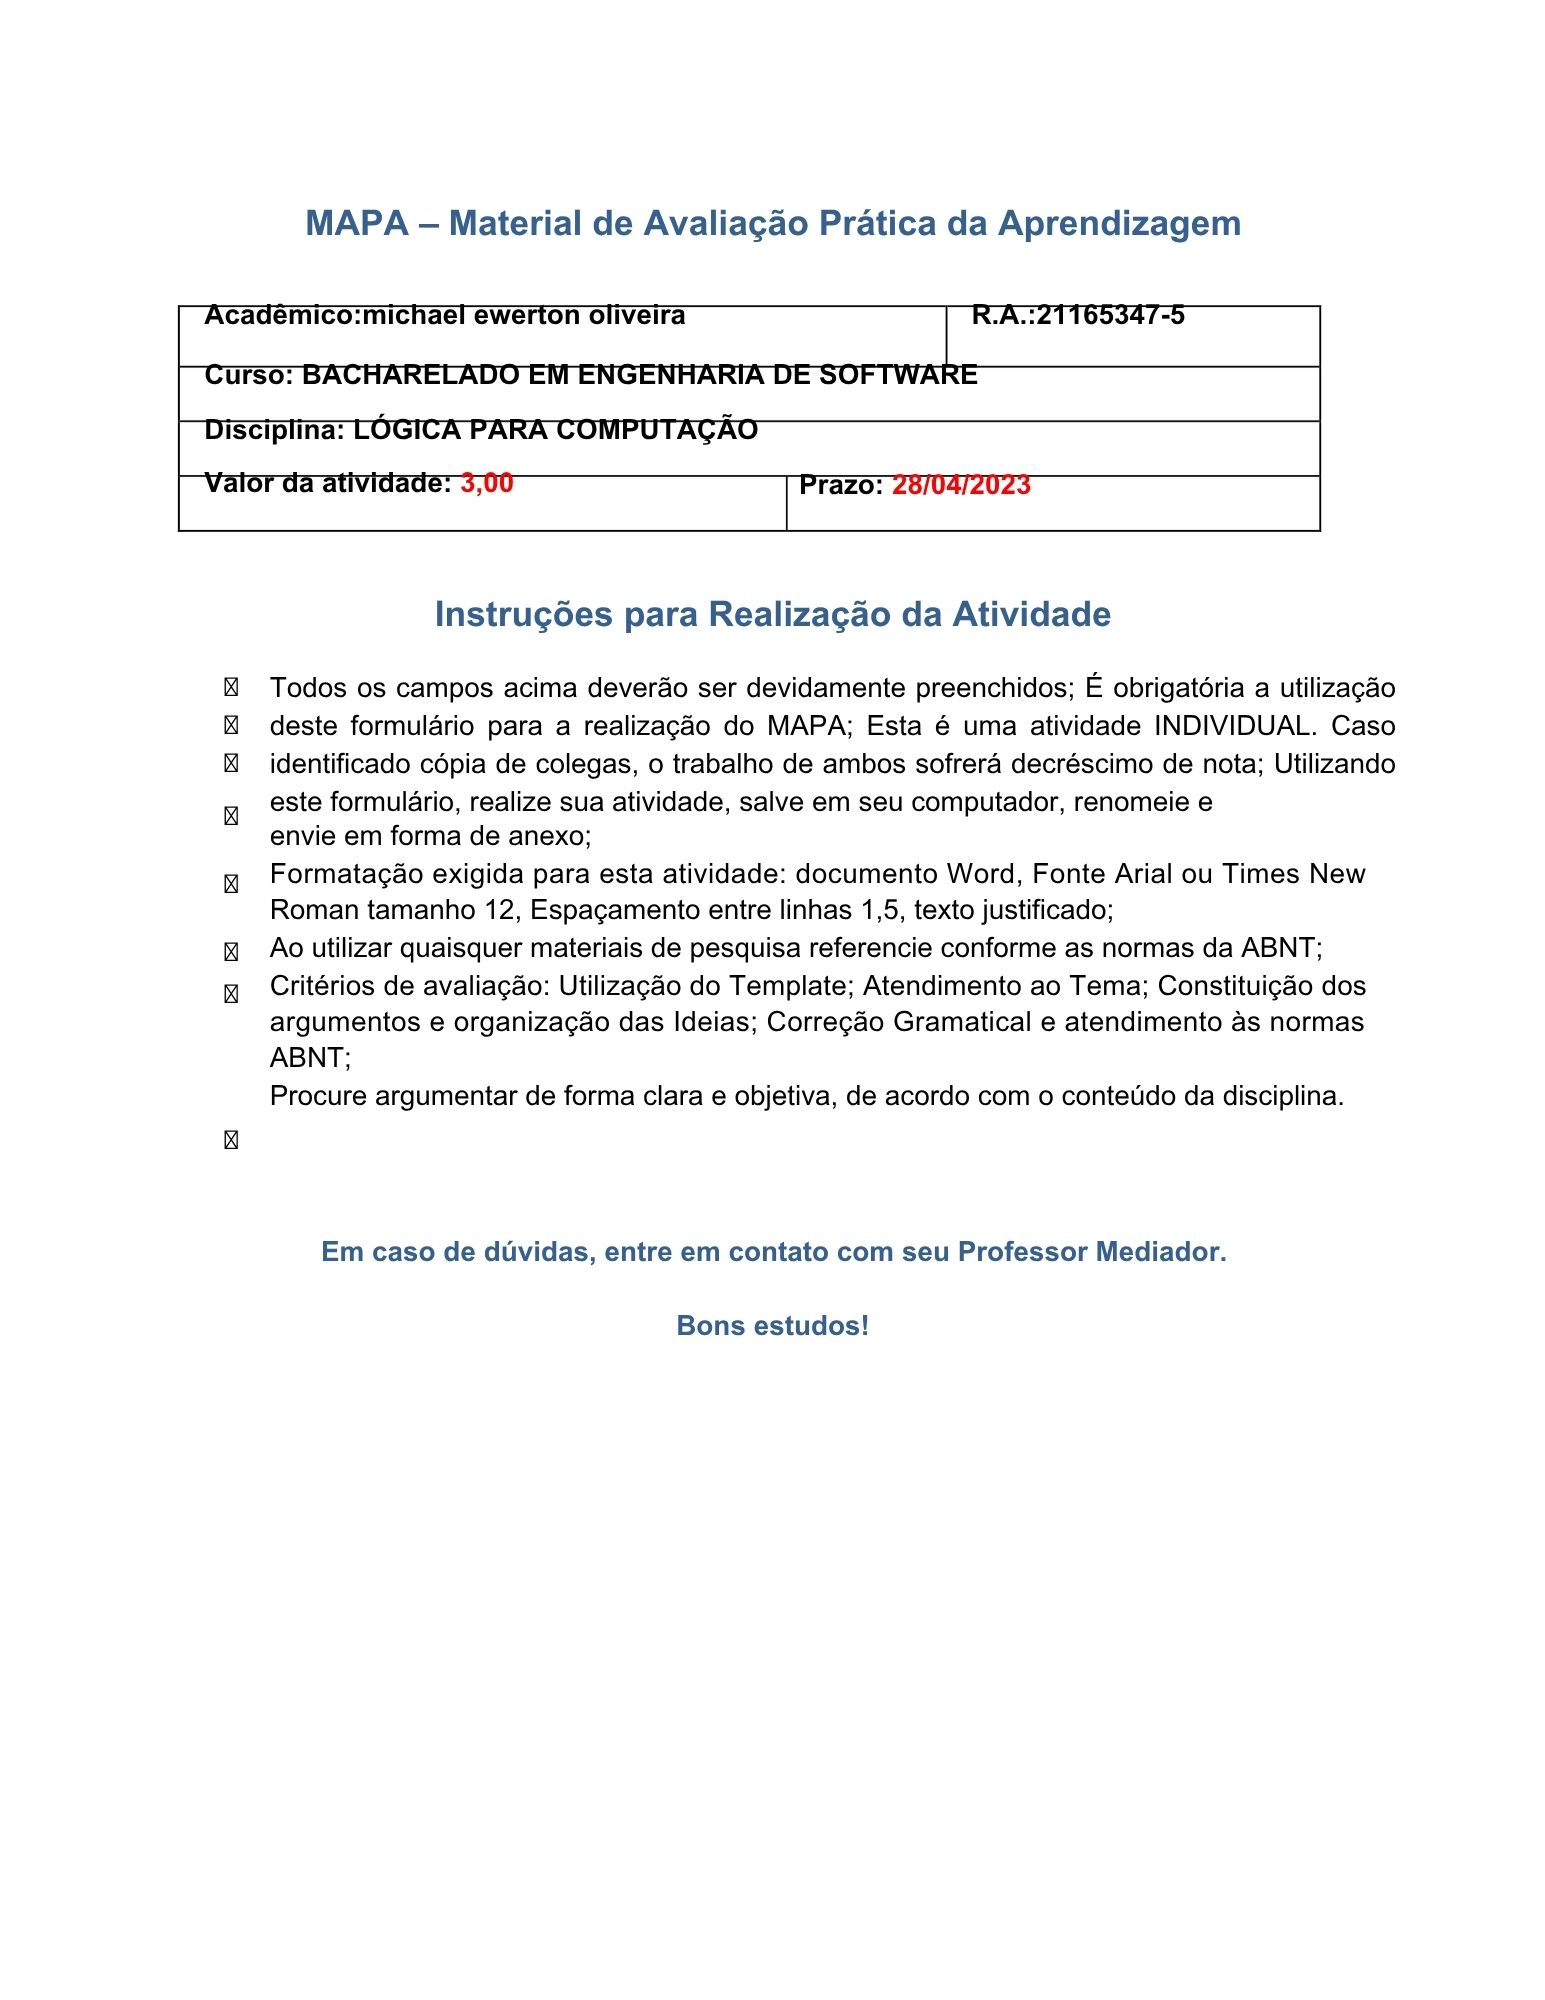 MAPA – Material de Avaliação Prática da Aprendizagem
Acadêmico:michael ewerton oliveira R.A.:21165347-5
Curso: BACHARELADO EM ENGENHARIA DE SOFTWARE
Disciplina: LÓGICA PARA COMPUTAÇÃO
Valor da atividade: 3,00 Prazo: 28/04/2023
Instruções para Realização da Atividade
Todos os campos acima deverão ser devidamente preenchidos; É obrigatória a utilização
deste formulário para a realização do MAPA; Esta é uma atividade INDIVIDUAL. Caso
identificado cópia de colegas, o trabalho de ambos sofrerá decréscimo de nota; Utilizando
este formulário, realize sua atividade, salve em seu computador, renomeie e
envie em forma de anexo;
Formatação exigida para esta atividade: documento Word, Fonte Arial ou Times New
Roman tamanho 12, Espaçamento entre linhas 1,5, texto justificado;
Ao utilizar quaisquer materiais de pesquisa referencie conforme as normas da ABNT;
Critérios de avaliação: Utilização do Template; Atendimento ao Tema; Constituição dos
argumentos e organização das Ideias; Correção Gramatical e atendimento às normas
ABNT;
Procure argumentar de forma clara e objetiva, de acordo com o conteúdo da disciplina.
Em caso de dúvidas, entre em contato com seu Professor Mediador.
Bons estudos!